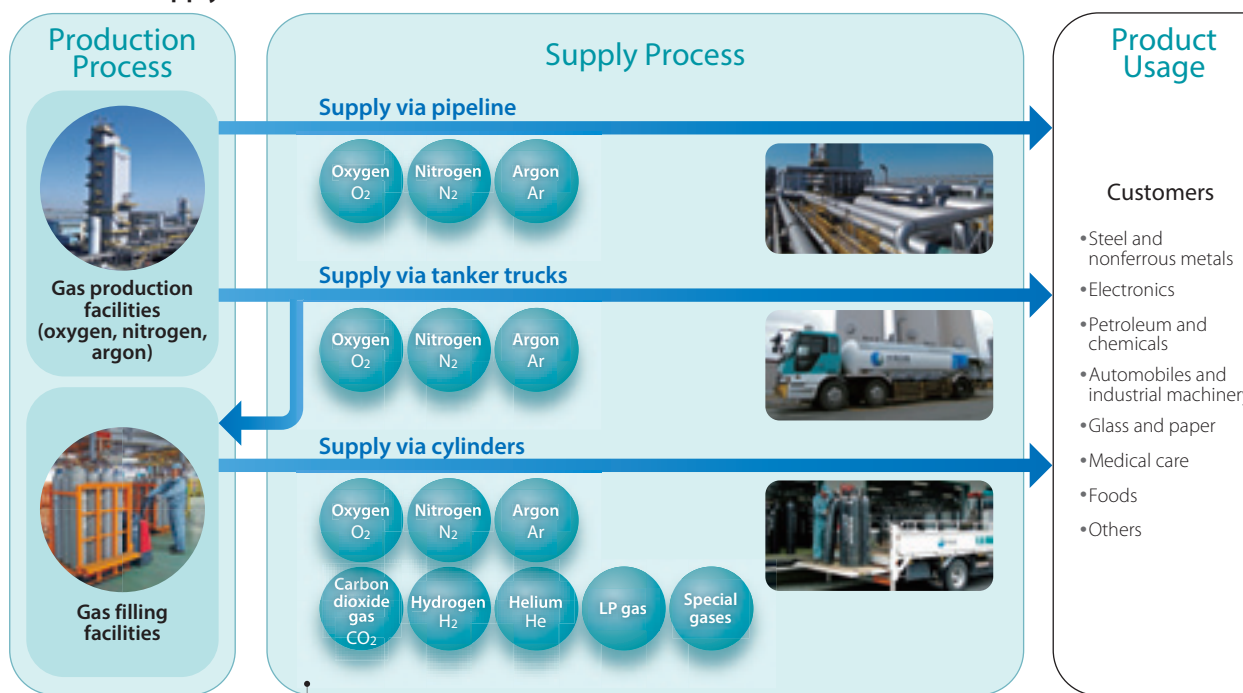 Production
Process
Supply Process
Product
Usage
Gas production
facilities
(oxygen, nitrogen,
argon)
Gas filling
facilities
Supply via pipeline
Oxygen
O2
Nitrogen
N2
Argon
Ar
Supply via tanker trucks
Oxygen
O2
Nitrogen
N2
Argon
Ar
Supply via cylinders
Oxygen
O2
Nitrogen
N2
Argon
Ar
Carbon
dioxide
gas
CO2
Hydrogen
H2
Helium
He
LP gas
Special
gases
Customers
•Steel and
nonferrous metals
•Electronics
•Petroleum and
chemicals
•Automobiles and
industrial machinery
•Glass and paper
•Medical care
•Foods
•Others